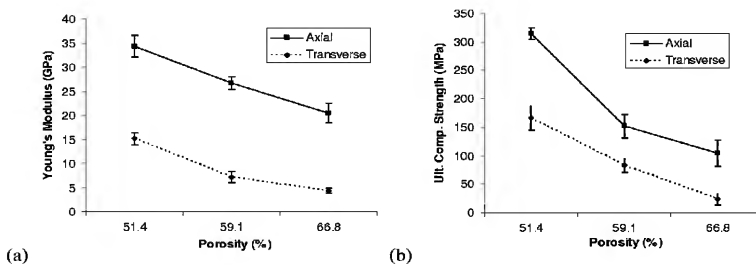 40
35
30
25
20
15
10
5
0
Young's Modulus (GPa)
Axial
Transverse
51.4 59.1 66.8
Porosity (%)
(a)
350
300
250
200
150
100
50
0
Ult. Comp. Strength (MPa)
Axial
Transverse
51.4 59.1 66.8
Porosity (%)
(b)